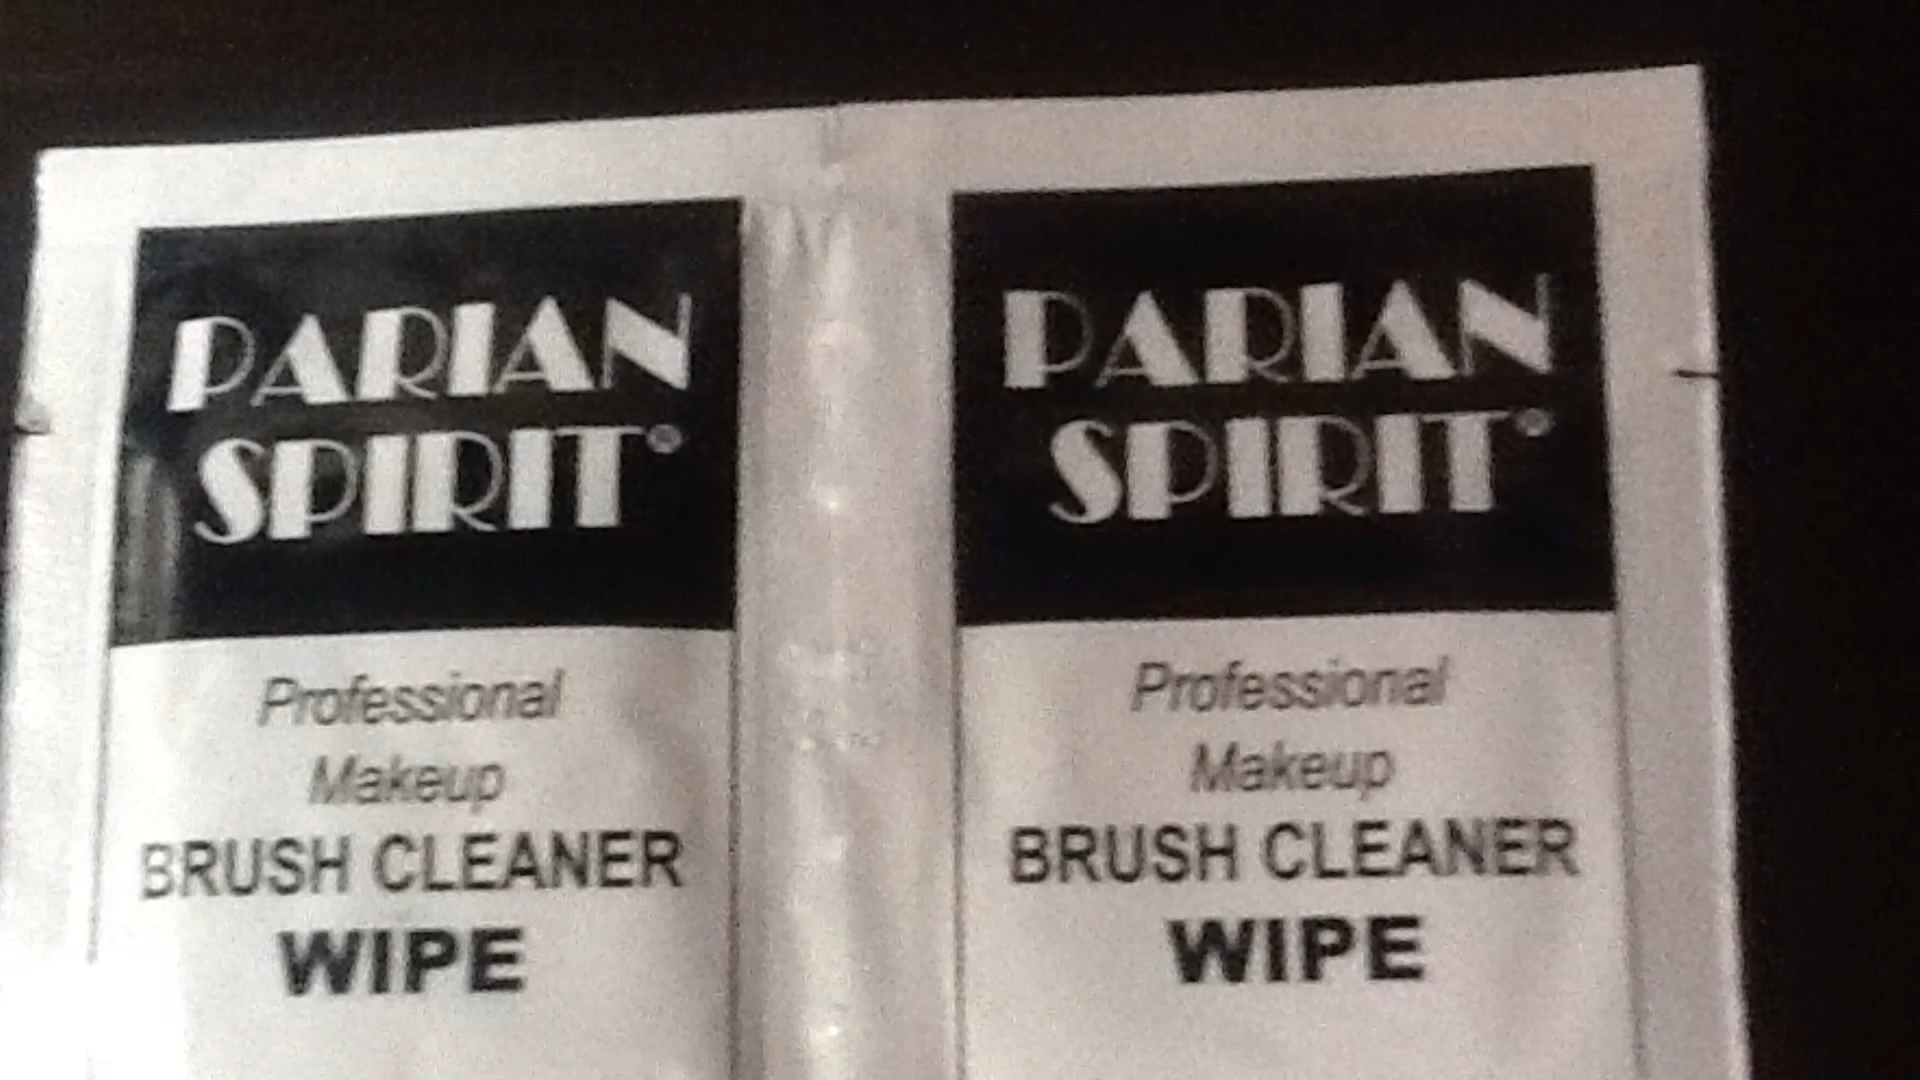 PARIAN
SPIRIT®
Professional
Makeup
BRUSH CLEANER
WIPE
PARIAN
SPIRIT®
Professional
Makeup
BRUSH CLEANER
WIPE